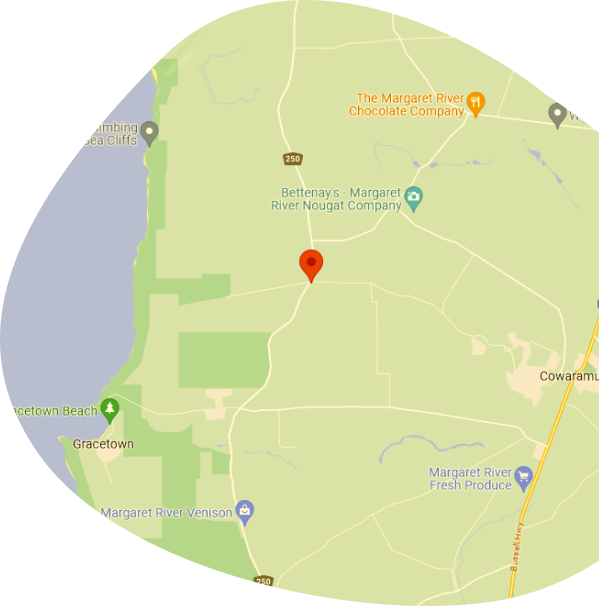 The Margaret River
Chocolate Company
W
imbing
Sea Cliffs
250
Bettenay's - Margaret
River Nougat Company
Cowaramu
acetown Beach
Gracetown
Margaret River
Fresh Produce
Margaret River Venison
Bussell Hwy
250